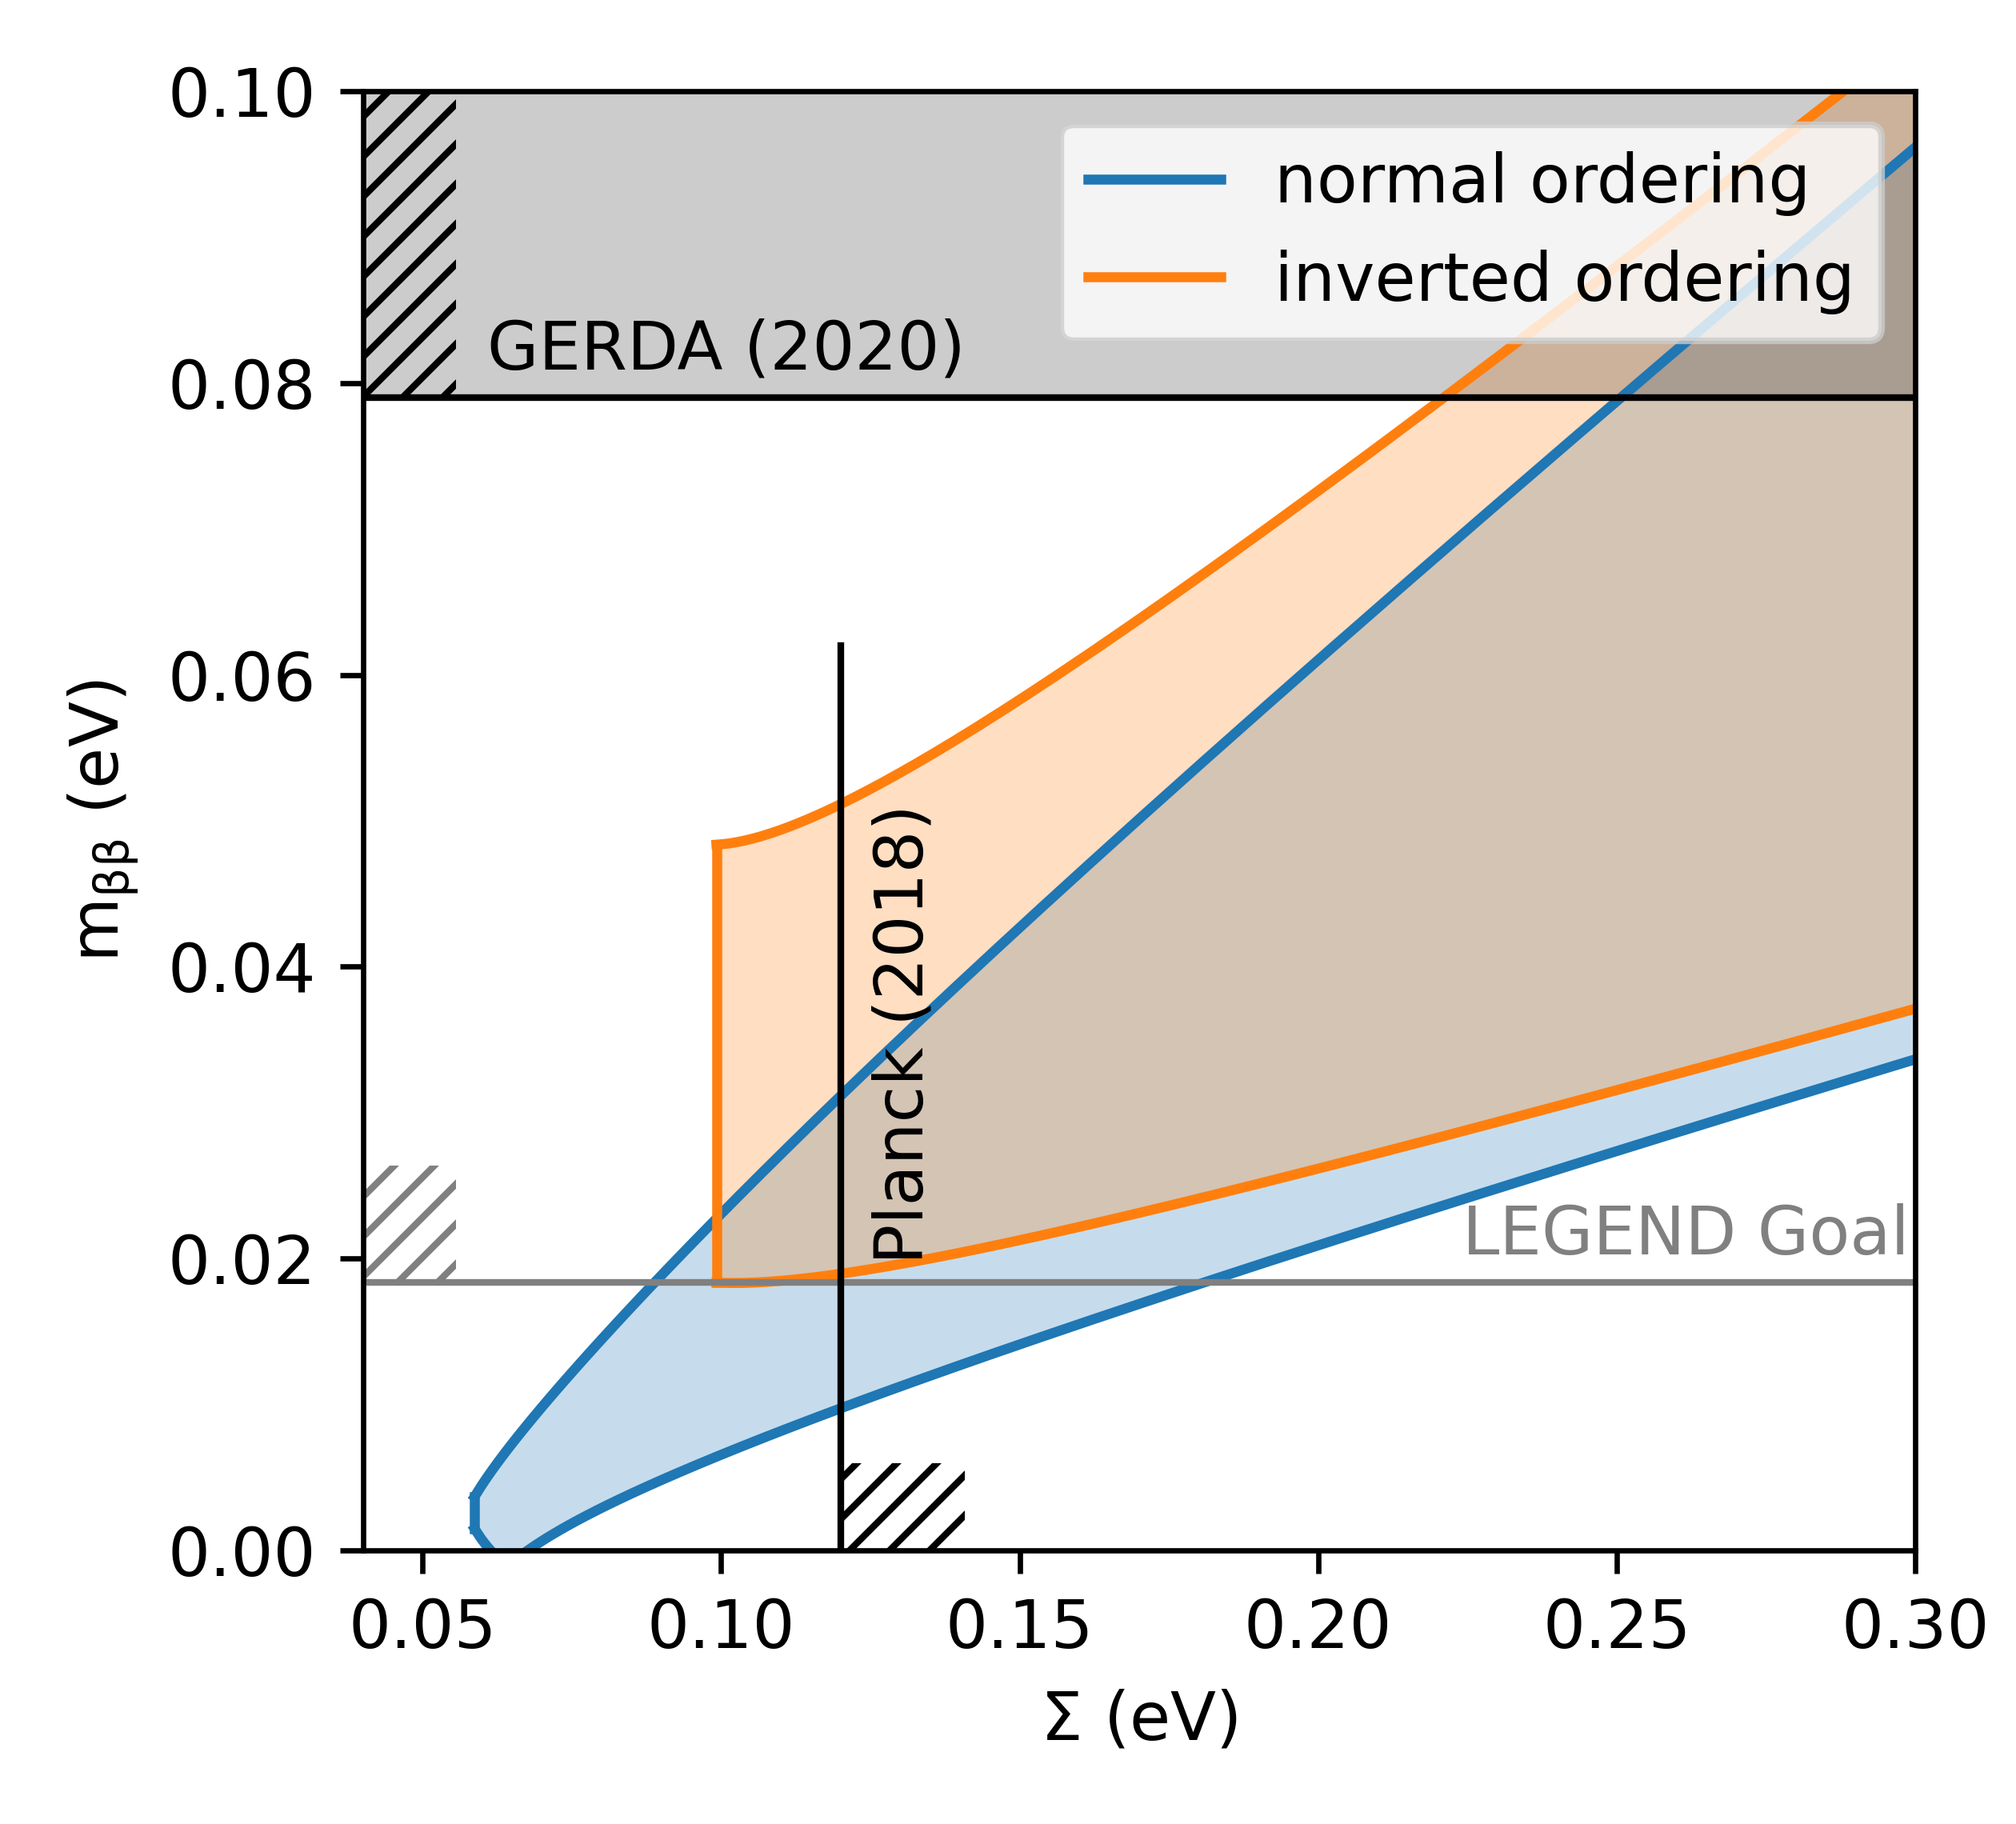 0.10
0.08
0.06
0.04
0.02
0.00
mββ (eV)
normal ordering
inverted ordering
GERDA (2020)
Planck (2018)
LEGEND Goal
0.05 0.10 0.15 0.20 0.25 0.30
Σ (eV)